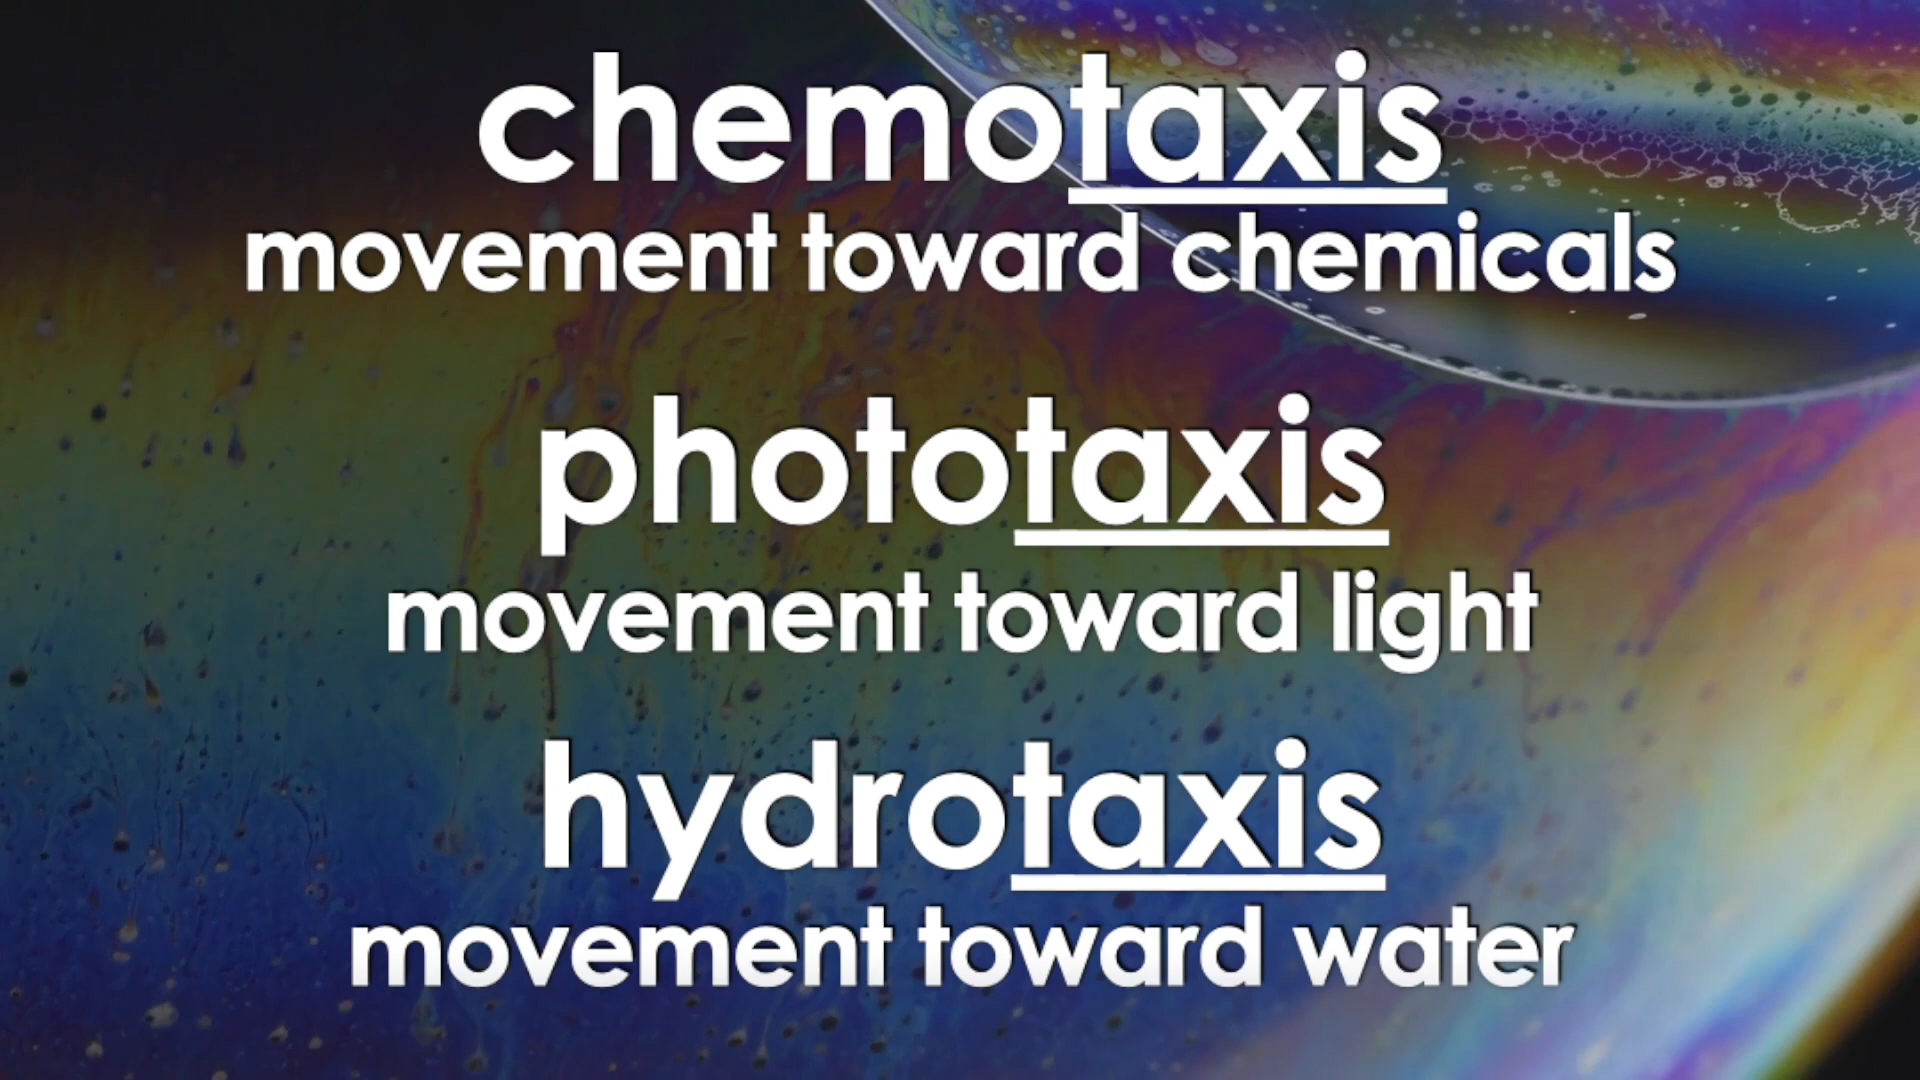 chemotaxis
movement toward chemicals
phototaxis
movement toward light
hydrotaxis
movement toward water